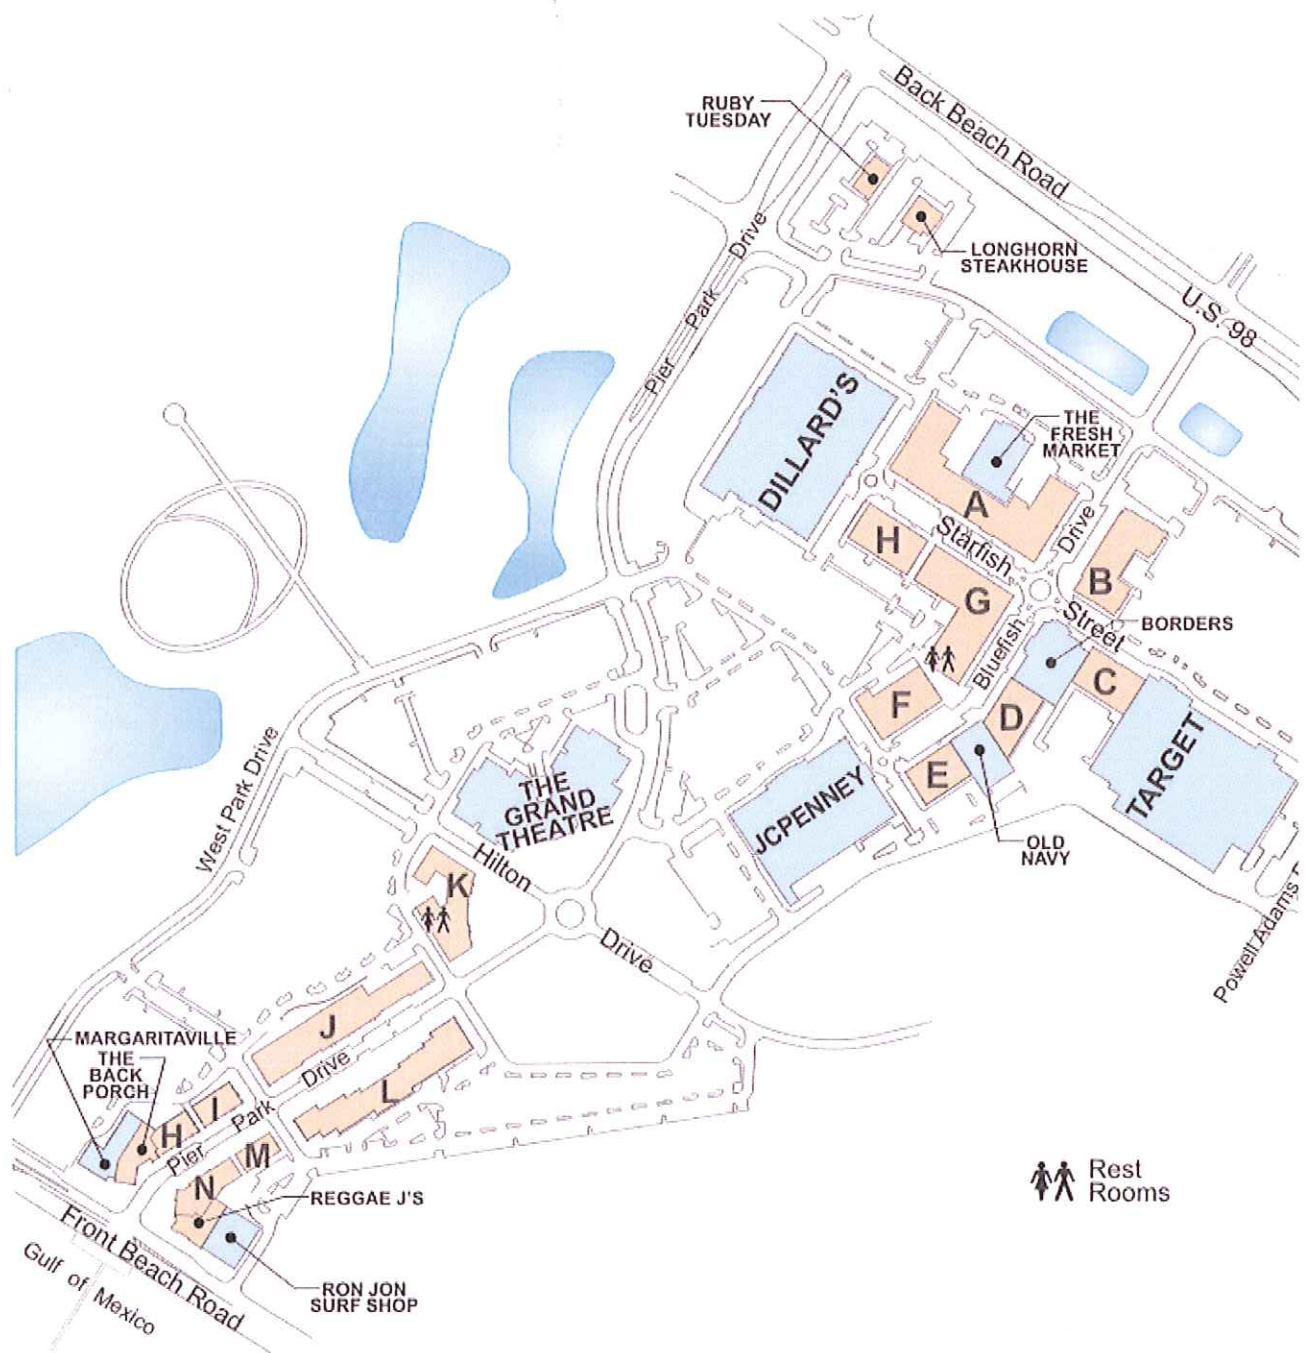 Back Beach Road
U.S. 98
RUBY
TUESDAY
LONGHORN
STEAKHOUSE
Pier Park Drive
DILLARD'S
THE
FRESH
MARKET
A
H
Starfish
Street
Drive
B
G
Bluefish
BORDERS
C
F
D
E
TARGET
JCPENNEY
OLD
NAVY
THE
GRAND
THEATRE
West Park Drive
Hilton
Drive
K
Powell Adams
J
Drive
L
MARGARITAVILLE
THE
BACK
PORCH
I
H
Pier Park
M
N
REGGAE J'S
RON JON
SURF SHOP
Front Beach Road
Gulf of Mexico
Rest
Rooms